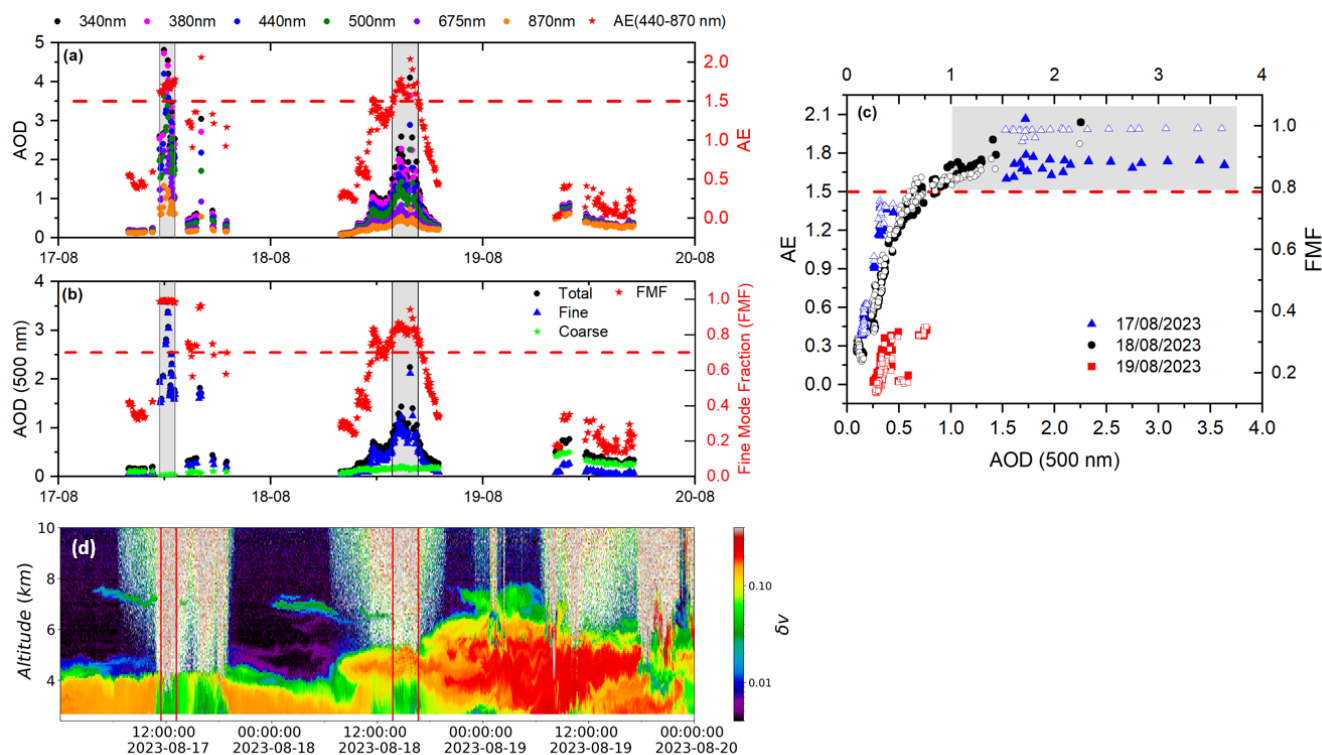 340nm 380nm 440nm 500nm 675nm 870nm AE(440-870 nm)
(a)
5
4
3
2
1
0
AOD
2.0
1.5
1.0
0.5
0.0
AE
17-08 18-08 19-08 20-08
(b)
Total FMF
Fine
Coarse
4
3
2
1
0
AOD (500 nm)
1.0
0.8
0.6
0.4
0.2
0.0
Fine Mode Fraction (FMF)
17-08 18-08 19-08 20-08
0 1 2 3 4
(c)
2.1
1.8
1.5
1.2
0.9
0.6
0.3
0.0
AE
1.0
0.8
0.6
0.4
0.2
FMF
17/08/2023
18/08/2023
19/08/2023
0.0 0.5 1.0 1.5 2.0 2.5 3.0 3.5 4.0
AOD (500 nm)
(d)
10
8
6
4
Altitude (km)
0.10
0.01
δv
12:00:00 00:00:00 12:00:00 00:00:00 12:00:00 00:00:00
2023-08-17 2023-08-18 2023-08-18 2023-08-19 2023-08-19 2023-08-20